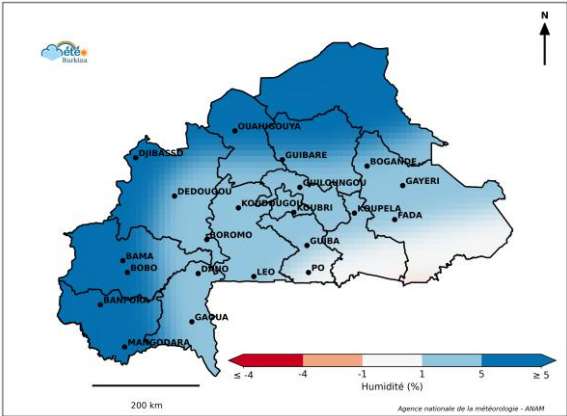 N
Météo
Burkina
OUAHIGOUYA
DJIBASSO
GUIBARE
BOGANDE
GUILOUNGOU
GAYERI
DEDOUGOU
KOUDOUGOU
KOUBRI
KOUPELA
FADA
BOROMO
GUIBA
BAMA
BOBO
DANO
LEO
PO
BANFORA
GAOUA
MANGODARA
≤ -4
-4
-1
1
5
≥ 5
Humidité (%)
200 km
Agence nationale de la météorologie - ANAM